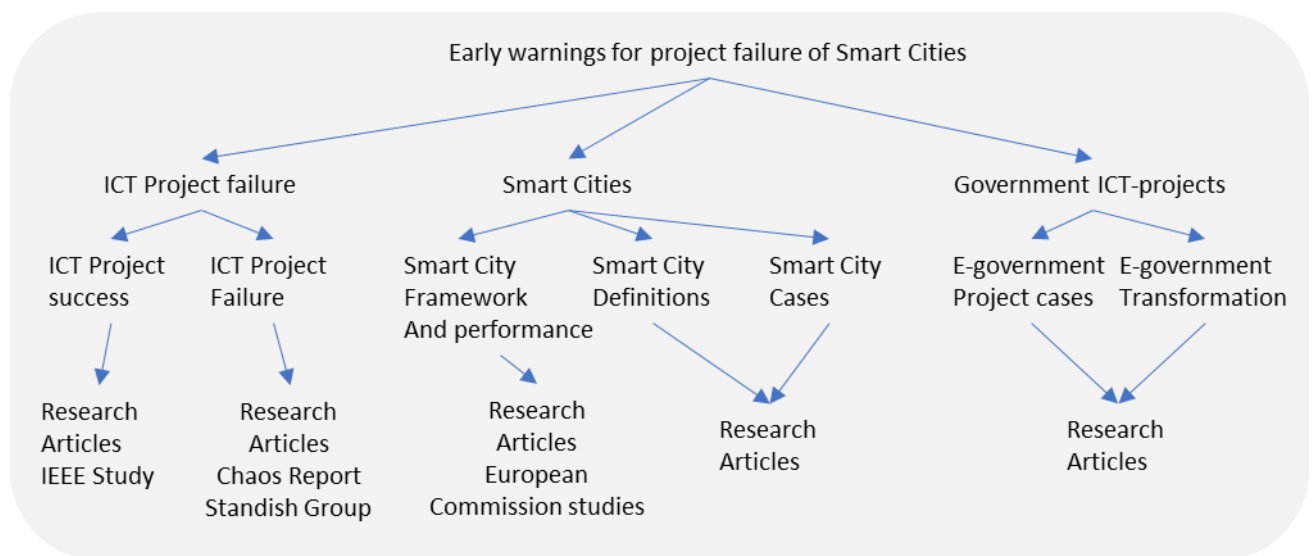 Early warnings for project failure of Smart Cities
ICT Project failure
Smart Cities
Government ICT-projects
ICT Project
success
ICT Project
Failure
Smart City
Framework
And performance
Smart City
Definitions
Smart City
Cases
E-government
Project cases
E-government
Transformation
Research
Articles
IEEE Study
Research
Articles
Chaos Report
Standish Group
Research
Articles
European
Commission studies
Research
Articles
Research
Articles